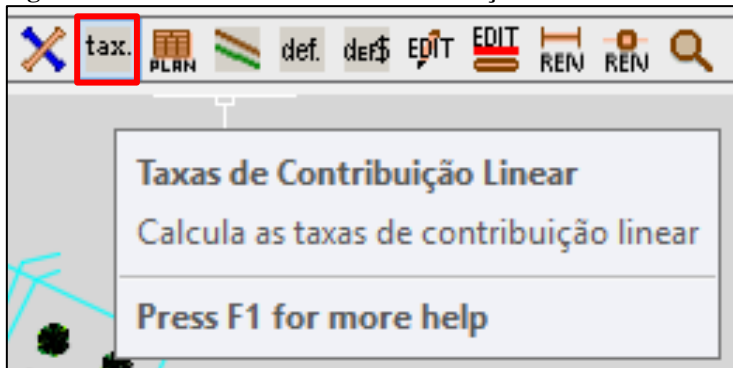 tax. PLAN def. dEF$ EDIT EDIT REN REN
Taxas de Contribuição Linear
Calcula as taxas de contribuição linear
Press F1 for more help